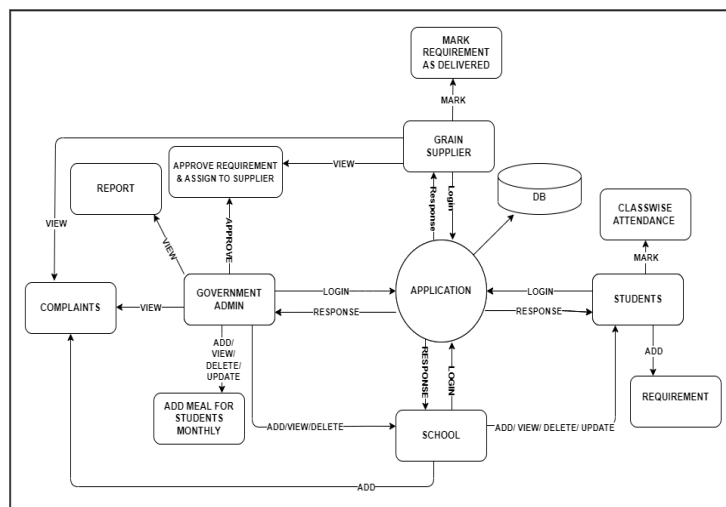 MARK
REQUIREMENT
AS DELIVERED
MARK
GRAIN
SUPPLIER
APPROVE REQUIREMENT
& ASSIGN TO SUPPLIER
VIEW
REPORT
DB
CLASSWISE
ATTENDANCE
Response
Login
VIEW
APPROVE
VIEW
MARK
COMPLAINTS
VIEW
GOVERNMENT
ADMIN
LOGIN
RESPONSE
APPLICATION
LOGIN
RESPONSE
STUDENTS
ADD/
VIEW/
DELETE/
UPDATE
RESPONSE
LOGIN
ADD
ADD MEAL FOR
STUDENTS
MONTHLY
REQUIREMENT
ADD/VIEW/DELETE
SCHOOL
ADD/ VIEW/ DELETE/ UPDATE
ADD